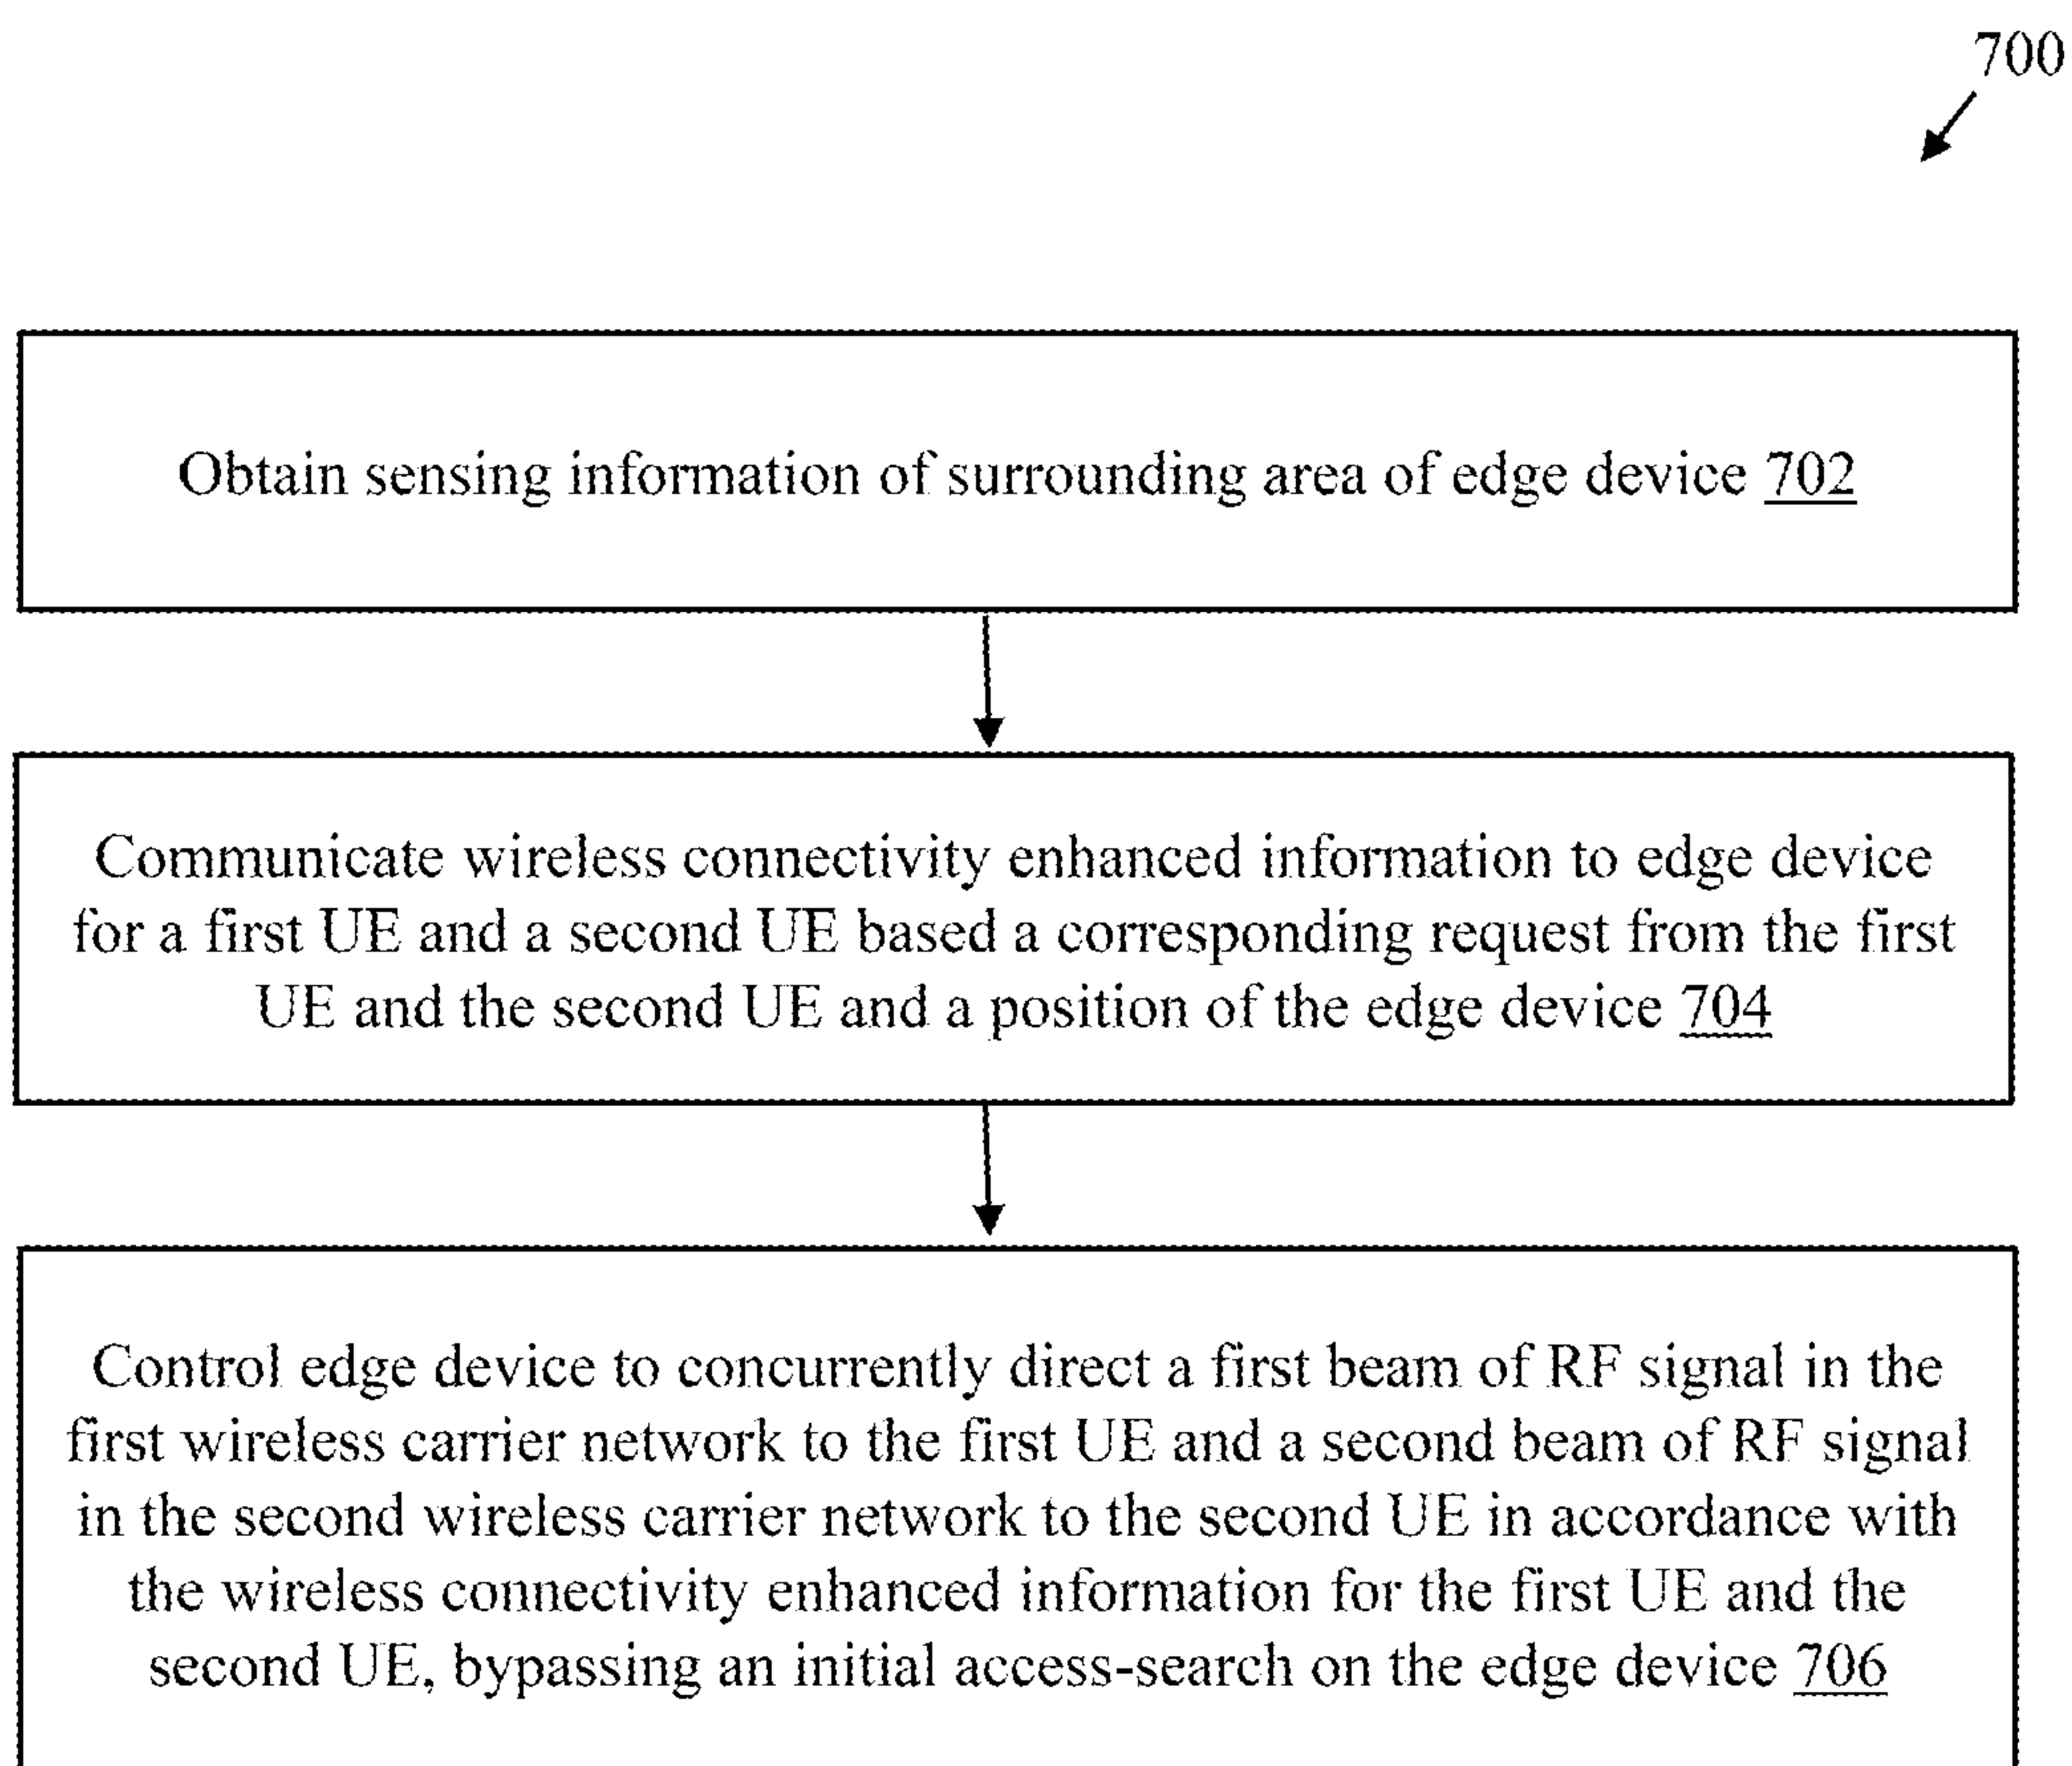 700
Obtain sensing information of surrounding area of edge device 702
Communicate wireless connectivity enhanced information to edge device
for a first UE and a second UE based a corresponding request from the first
UE and the second UE and a position of the edge device 704
Control edge device to concurrently direct a first beam of RF signal in the
first wireless carrier network to the first UE and a second beam of RF signal
in the second wireless carrier network to the second UE in accordance with
the wireless connectivity enhanced information for the first UE and the
second UE, bypassing an initial access-search on the edge device 706